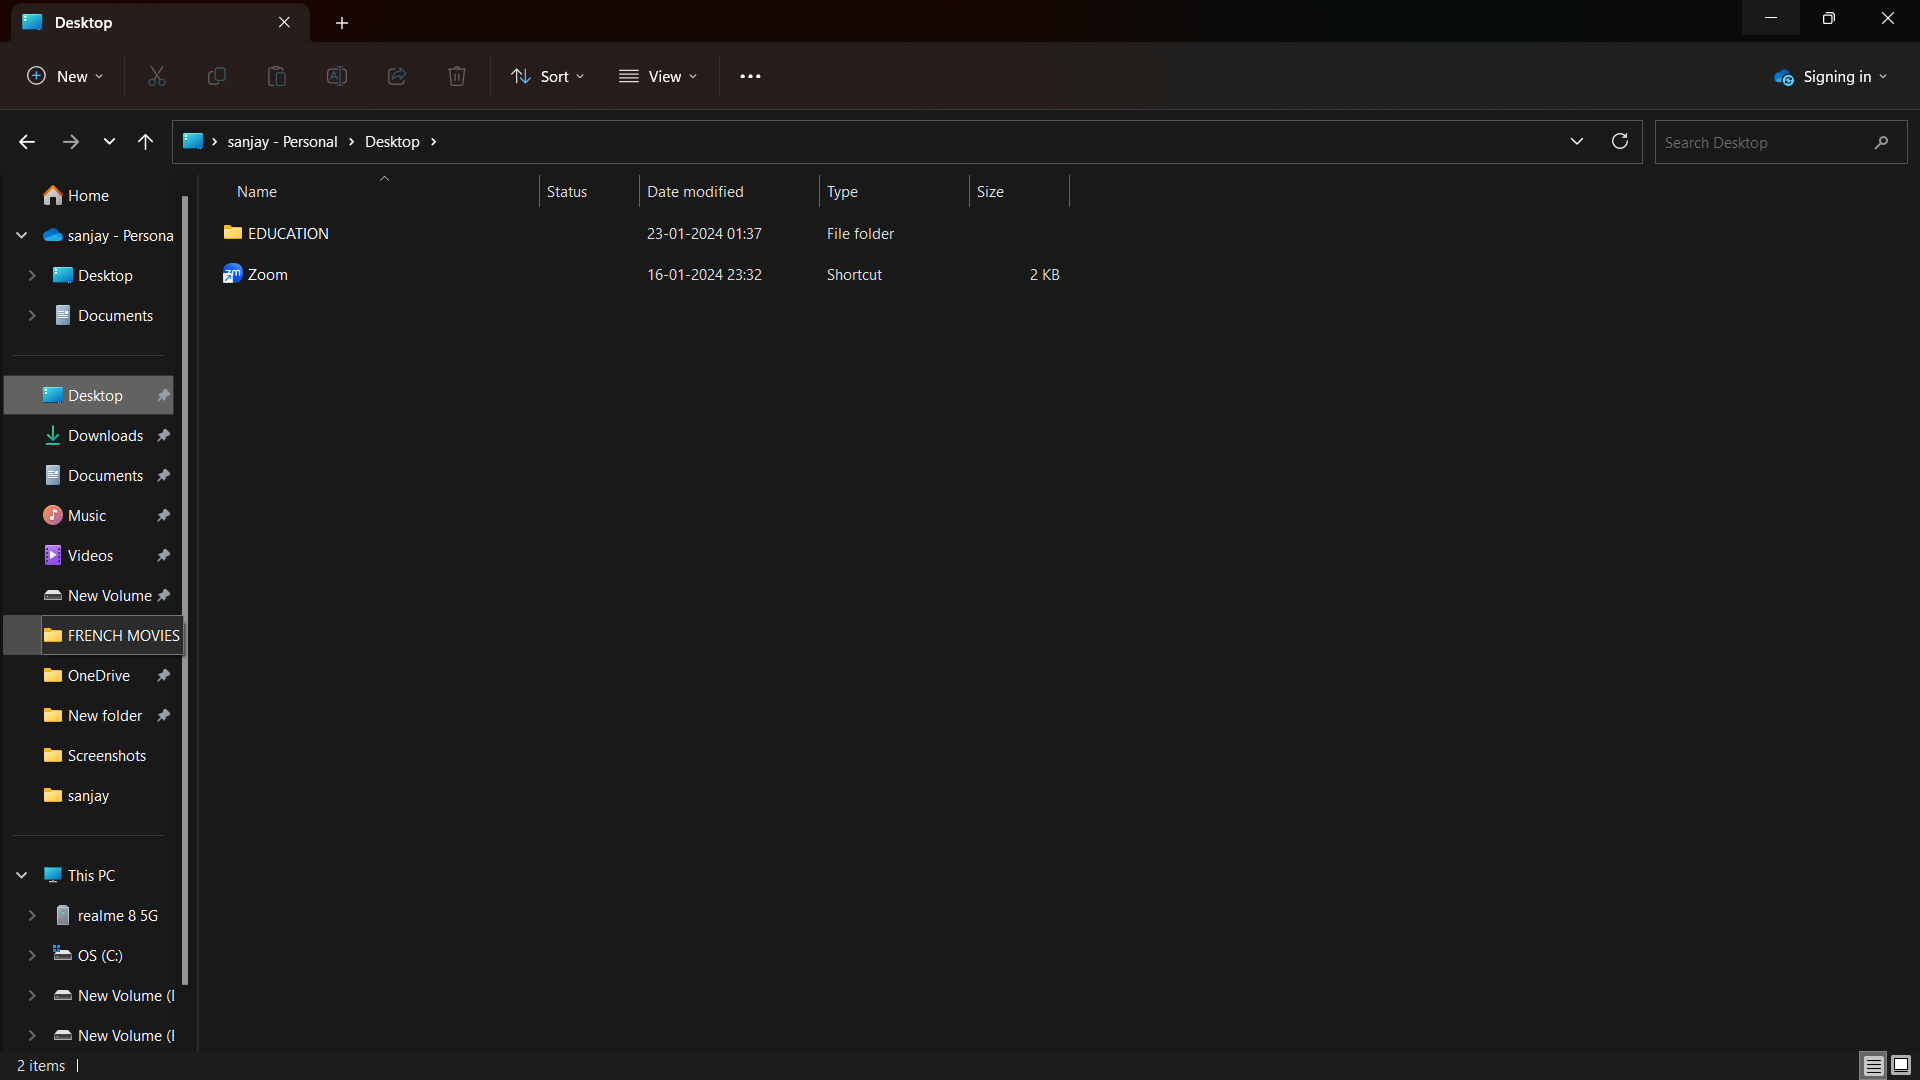 Desktop
New
Sort
View
Signing in
sanjay - Personal
Desktop
Search Desktop
Name
Status
Date modified
Type
Size
EDUCATION
23-01-2024 01:37
File folder
Zoom
16-01-2024 23:32
Shortcut
2 KB
Home
sanjay - Persona
Desktop
Documents
Desktop
Downloads
Documents
Music
Videos
New Volume
FRENCH MOVIES
OneDrive
New folder
Screenshots
sanjay
This PC
realme 8 5G
OS (C:)
New Volume (
New Volume (
2 items